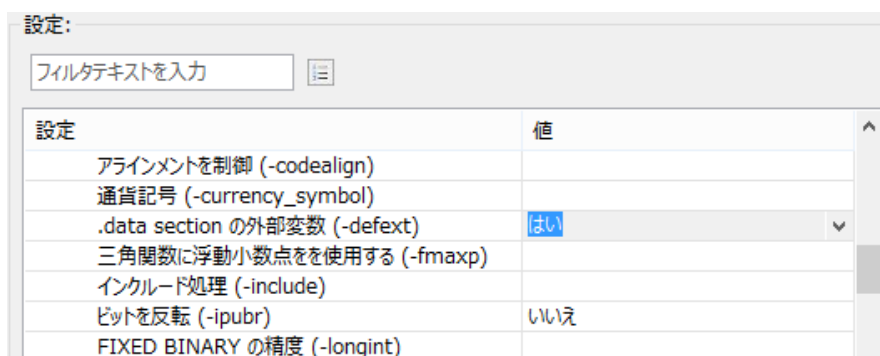 設定:
フィルタテキストを入力
設定 値
アラインメントを制御 (-codealign)
通貨記号 (-currency_symbol)
.data section の外部変数 (-defext) はい
三角関数に浮動小数点をを使用する (-fmaxp)
インクルード処理 (-include)
ビットを反転 (-ipubr) いいえ
FIXED BINARY の精度 (-longint)